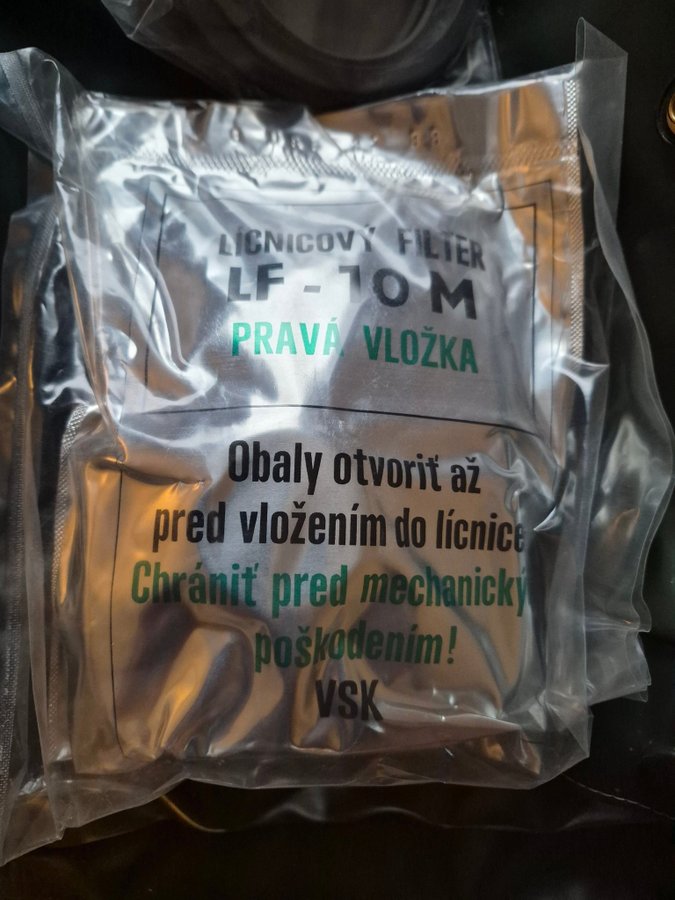 LÍCNICOVÝ FILTER
LF - 10 M
PRAVÁ VLOŽKA
Obaly otvoriť až
pred vložením do lícnice
Chrániť pred mechanický
poškodením!
VSK